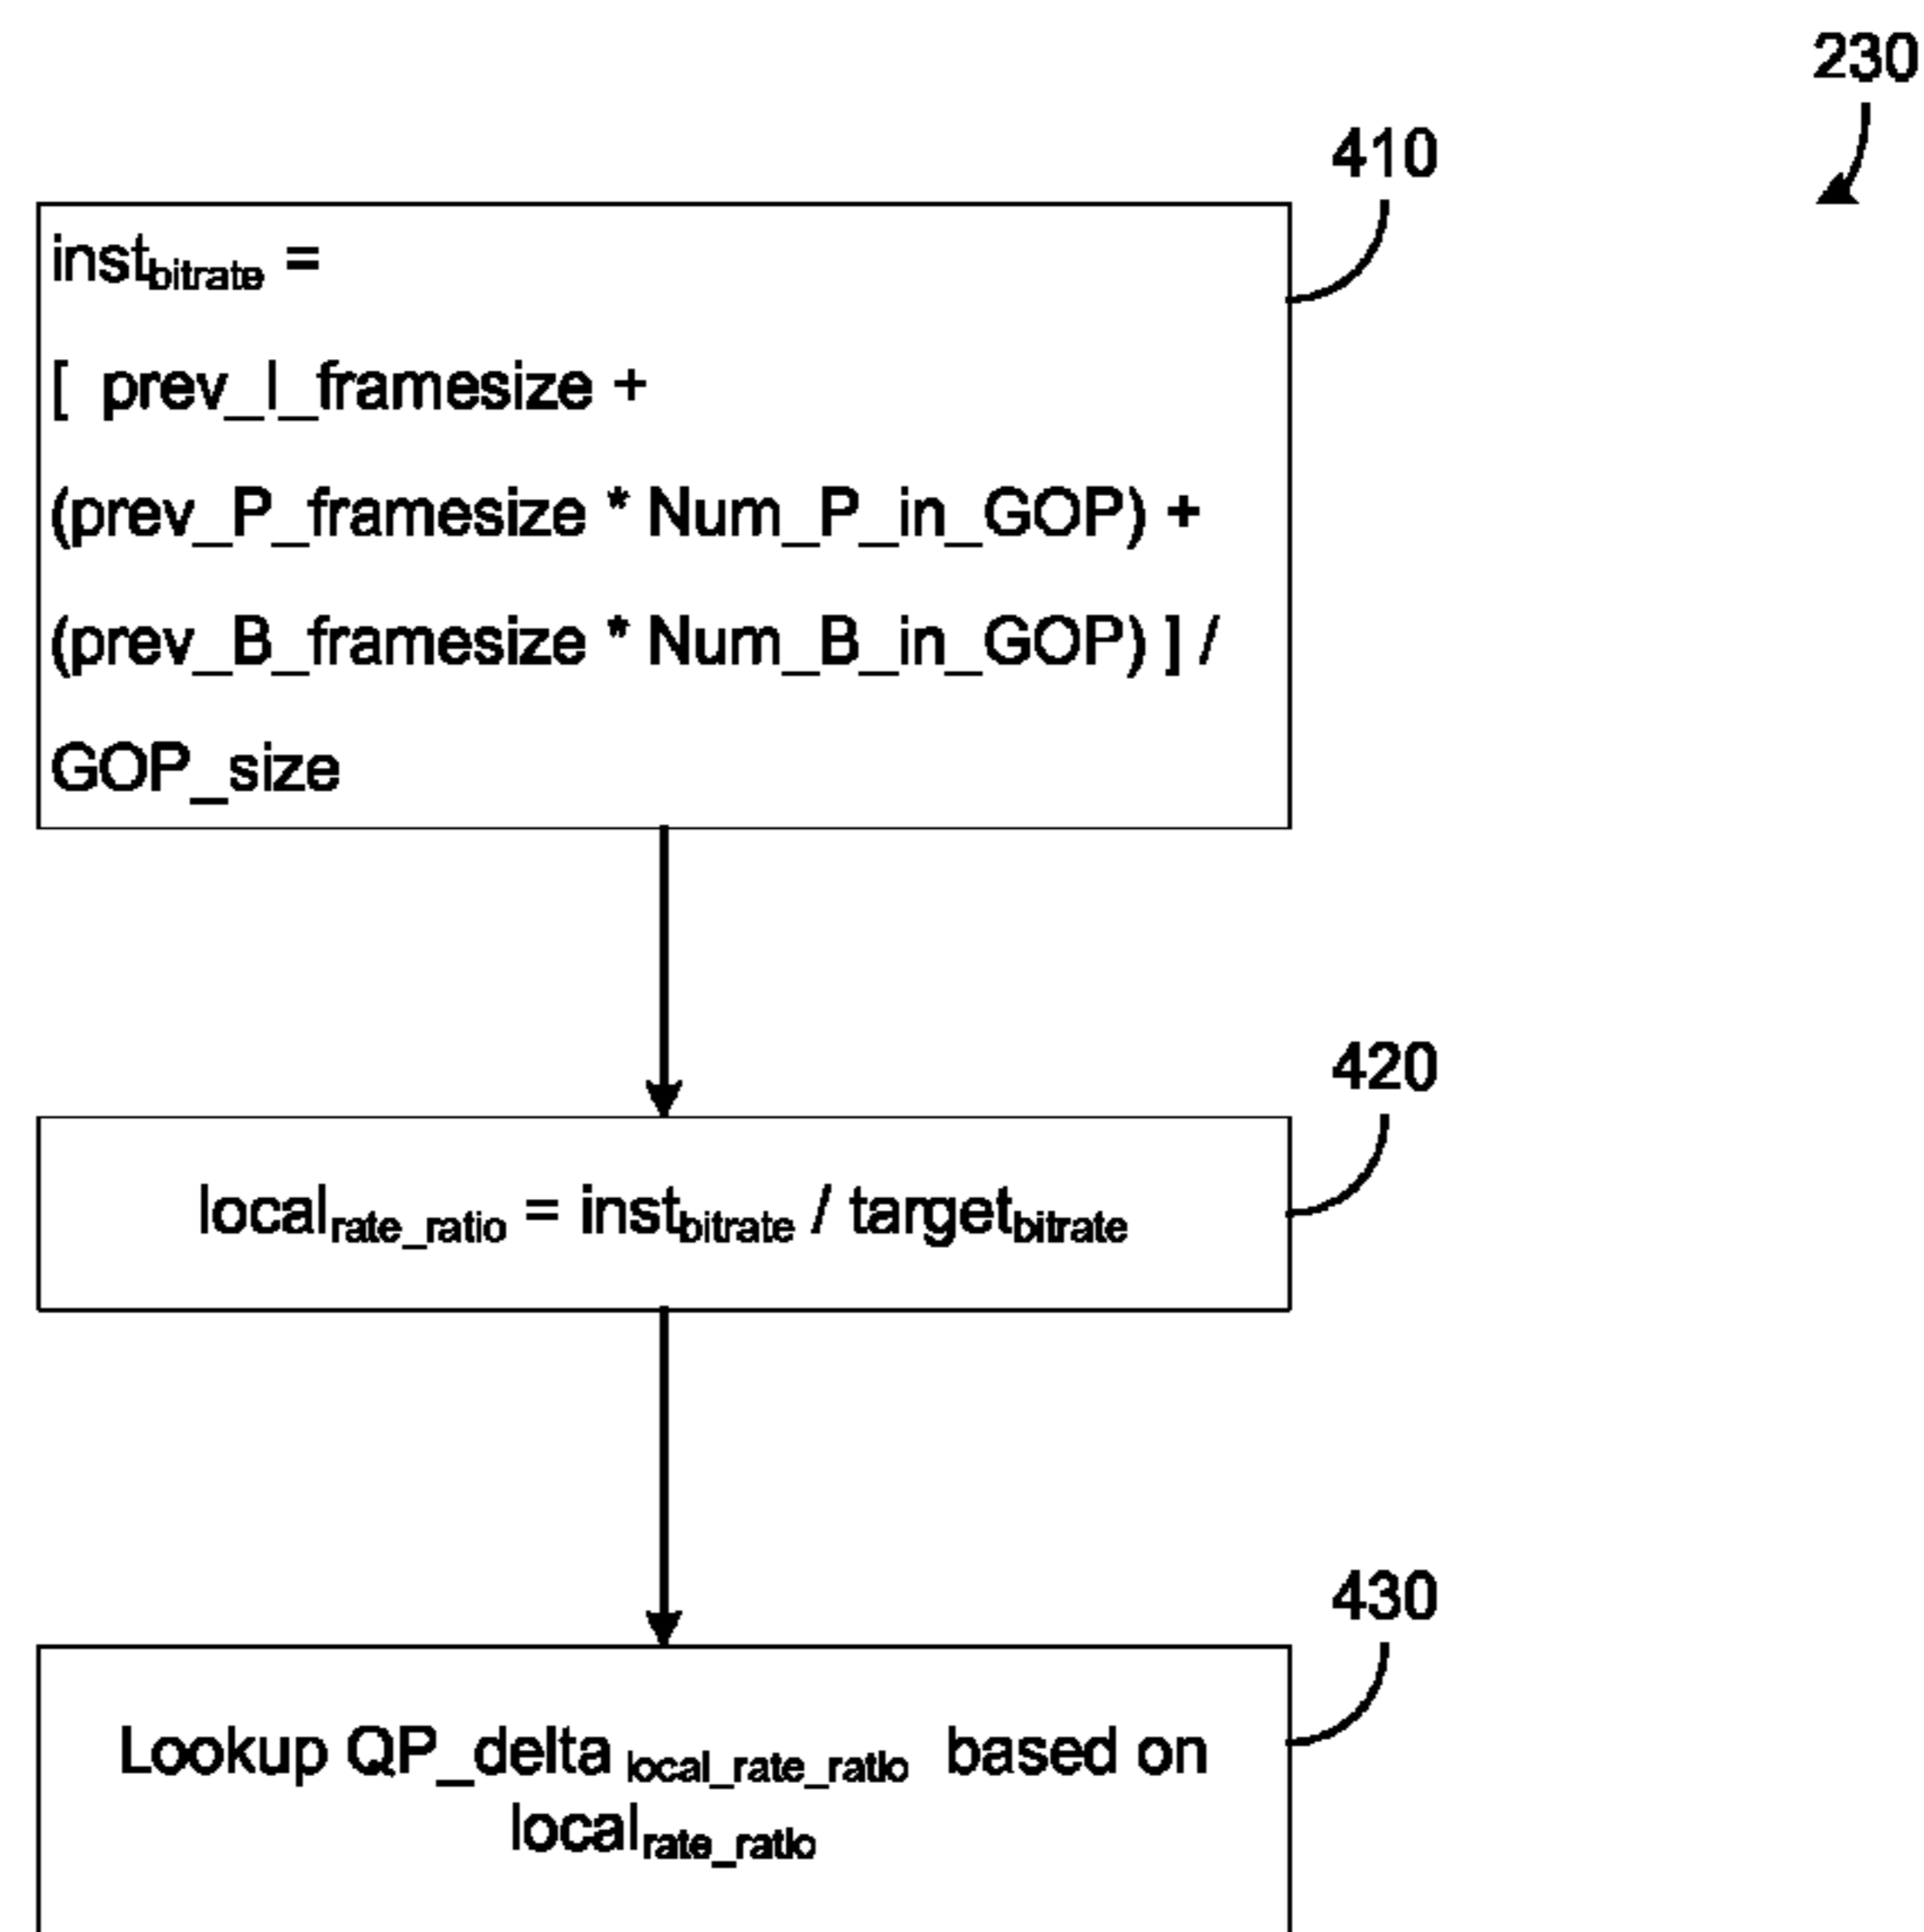 230
410
inst_bitrate =
[ prev_I_framesize +
(prev_P_framesize * Num_P_in_GOP) +
(prev_B_framesize * Num_B_in_GOP) ] /
GOP_size
420
local_rate_ratio = inst_bitrate / target_bitrate
430
Lookup QP_delta local_rate_ratio based on
local_rate_ratio